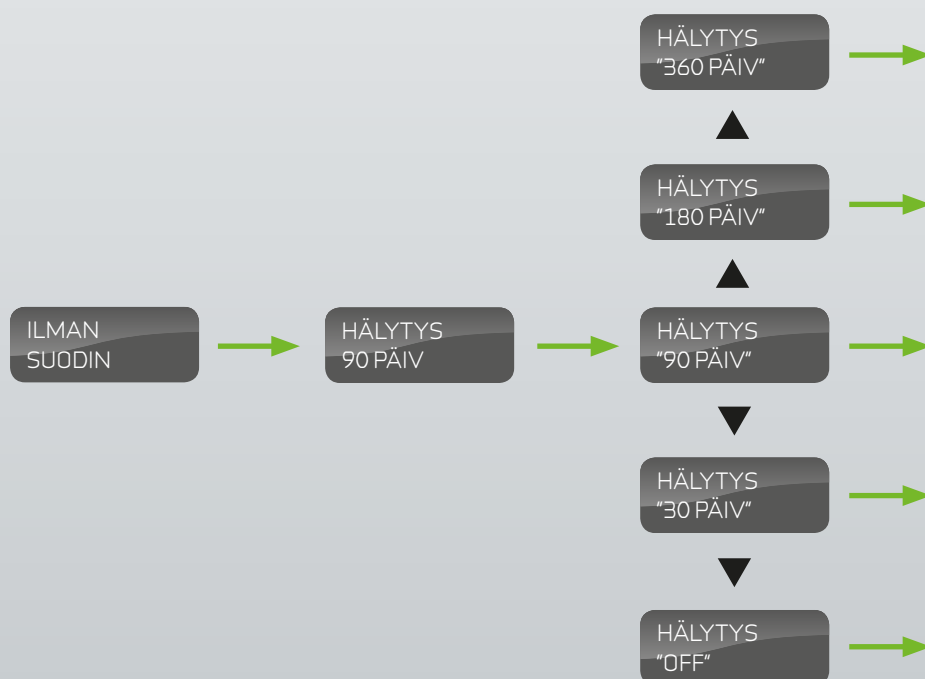 HÄLYTYS
"360 PÄIV"
HÄLYTYS
"180 PÄIV"
ILMAN
SUODIN
HÄLYTYS
90 PÄIV
HÄLYTYS
"90 PÄIV"
HÄLYTYS
"30 PÄIV"
HÄLYTYS
"OFF"